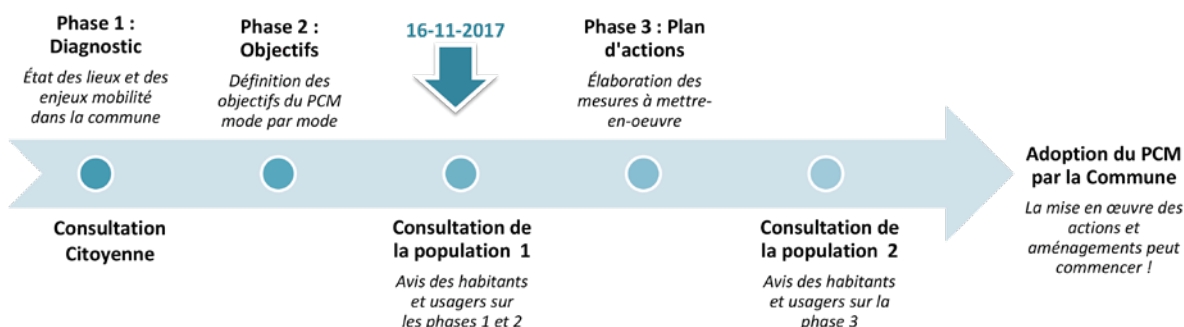 Phase 1 :
Diagnostic
État des lieux et des
enjeux mobilité
dans la commune
Phase 2 :
Objectifs
Définition des
objectifs du PCM
mode par mode
16-11-2017
Phase 3 : Plan
d'actions
Élaboration des
mesures à mettre-
en-oeuvre
Consultation
Citoyenne
Consultation de
la population 1
Avis des habitants
et usagers sur
les phases 1 et 2
Consultation de
la population 2
Avis des habitants
et usagers sur la
phase 3
Adoption du PCM
par la Commune
La mise en œuvre des
actions et
aménagements peut
commencer !